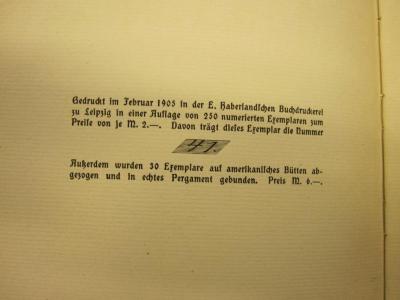 Gedruckt im Februar 1905 in der E. Haberlandschen Buchdruckerei
zu Leipzig in einer Auflage von 250 numerierten Exemplaren zum
Preise von je M. 2.—. Davon trägt dieses Exemplar die Nummer
47.
Außerdem wurden 30 Exemplare auf amerikanisches Bütten ab-
gezogen und in echtes Pergament gebunden. Preis M. 6.—.